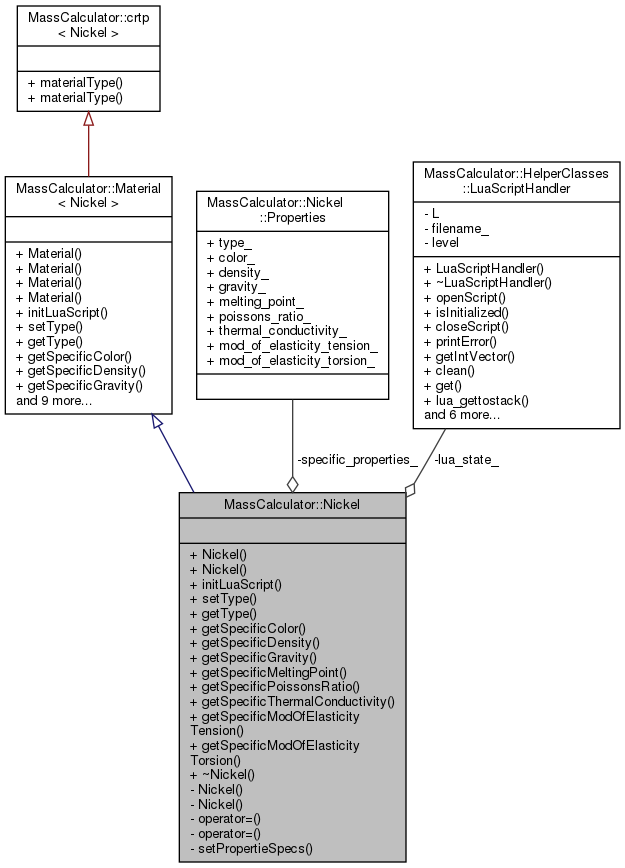 MassCalculator::crtp
< Nickel >
+ materialType()
+ materialType()
MassCalculator::Material
< Nickel >
+ Material()
+ Material()
+ Material()
+ Material()
+ initLuaScript()
+ setType()
+ getType()
+ getSpecificColor()
+ getSpecificDensity()
+ getSpecificGravity()
and 9 more...
MassCalculator::Nickel
::Properties
+ type_
+ color_
+ density_
+ gravity_
+ melting_point_
+ poissons_ratio_
+ thermal_conductivity_
+ mod_of_elasticity_tension_
+ mod_of_elasticity_torsion_
MassCalculator::HelperClasses
::LuaScriptHandler
- L
- filename_
- level
+ LuaScriptHandler()
+ ~LuaScriptHandler()
+ openScript()
+ isInitialized()
+ closeScript()
+ printError()
+ getIntVector()
+ clean()
+ get()
+ lua_gettostack()
and 6 more...
-specific_properties_
-lua_state_
MassCalculator::Nickel
+ Nickel()
+ Nickel()
+ initLuaScript()
+ setType()
+ getType()
+ getSpecificColor()
+ getSpecificDensity()
+ getSpecificGravity()
+ getSpecificMeltingPoint()
+ getSpecificPoissonsRatio()
+ getSpecificThermalConductivity()
+ getSpecificModOfElasticity
Tension()
+ getSpecificModOfElasticity
Torsion()
+ ~Nickel()
- Nickel()
- Nickel()
- operator=()
- operator=()
- setPropertieSpecs()